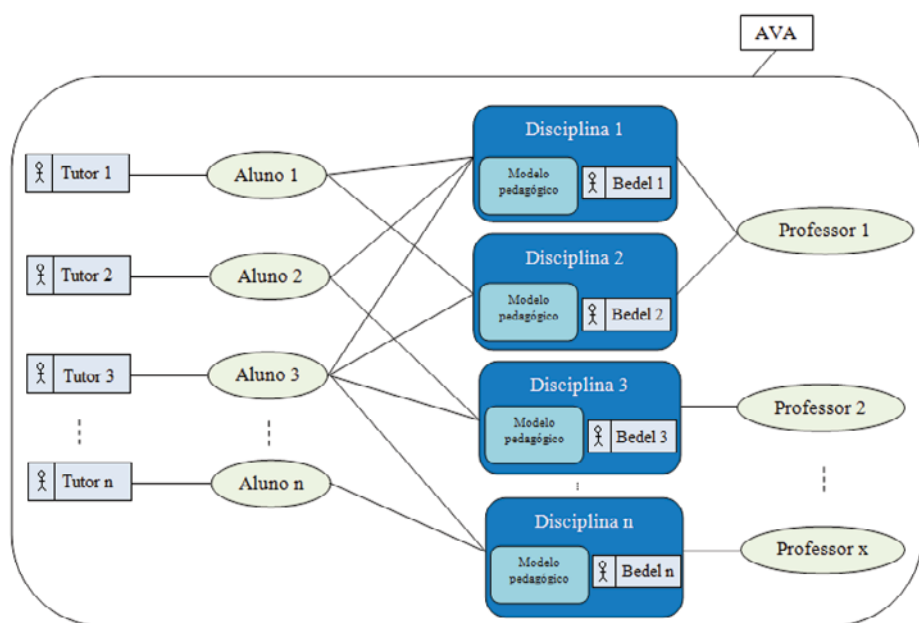 AVA
Tutor 1
Aluno 1
Disciplina 1
Modelo
pedagógico
Bedel 1
Professor 1
Tutor 2
Aluno 2
Disciplina 2
Modelo
pedagógico
Bedel 2
Tutor 3
Aluno 3
Disciplina 3
Modelo
pedagógico
Bedel 3
Professor 2
Tutor n
Aluno n
Disciplina n
Modelo
pedagógico
Bedel n
Professor x